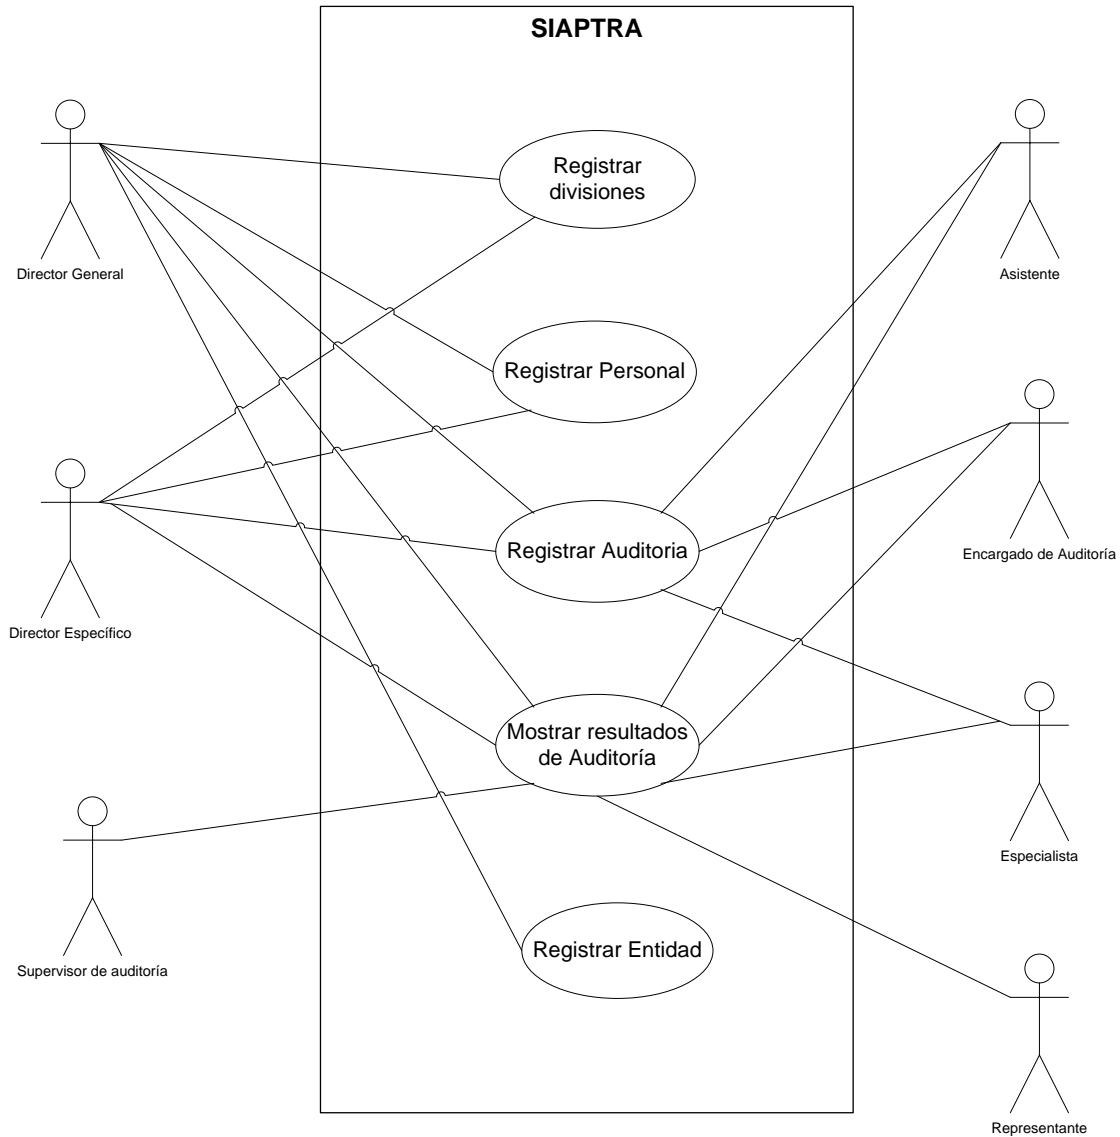 SIAPTRA
Registrar
divisiones
Director General
Asistente
Registrar Personal
Registrar Auditoria
Encargado de Auditoría
Director Específico
Mostrar resultados
de Auditoría
Especialista
Registrar Entidad
Supervisor de auditoría
Representante